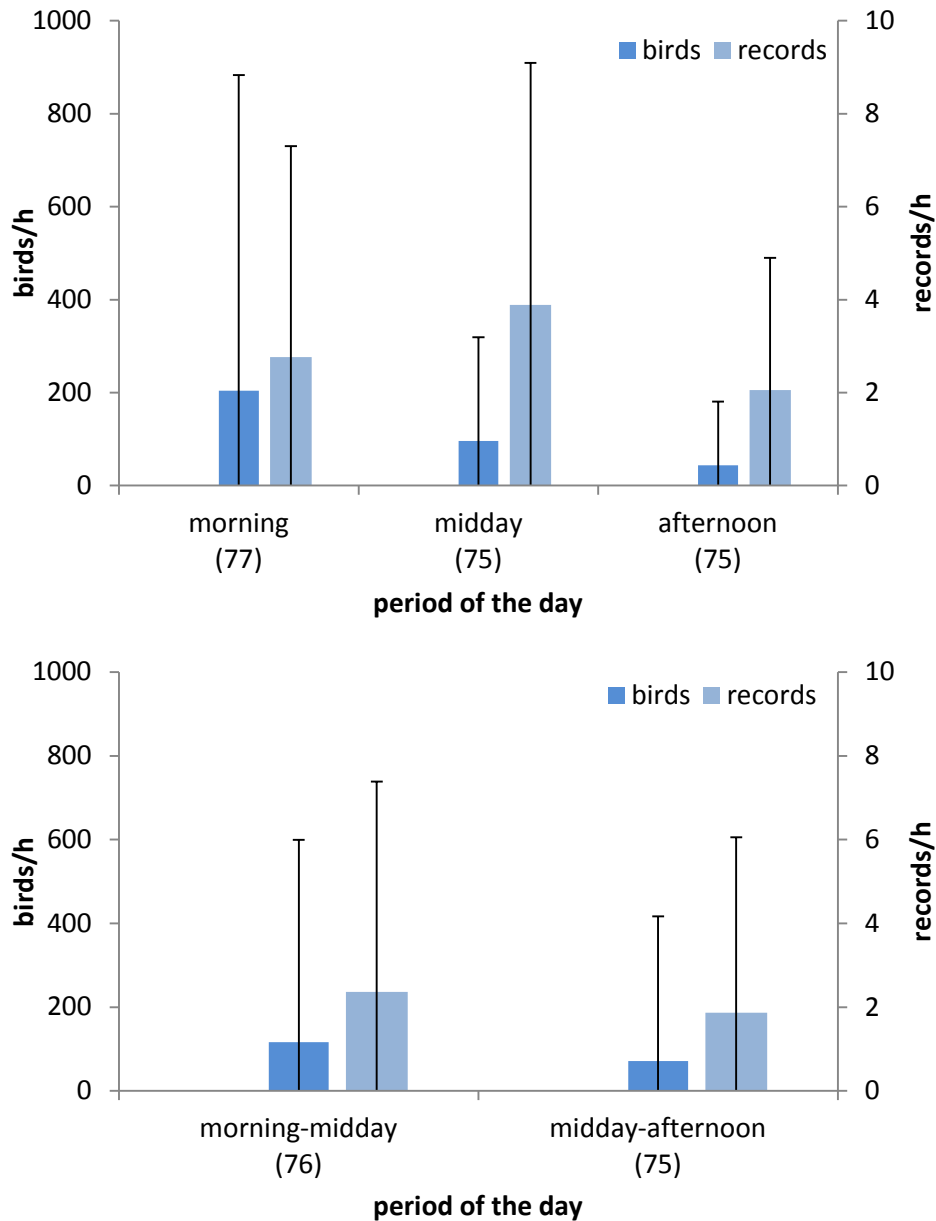 birds records
1000
800
600
400
200
0
birds/h
10
8
6
4
2
0
records/h
morning midday afternoon
(77) (75) (75)
period of the day
birds records
1000
800
600
400
200
0
birds/h
10
8
6
4
2
0
records/h
morning-midday midday-afternoon
(76) (75)
period of the day